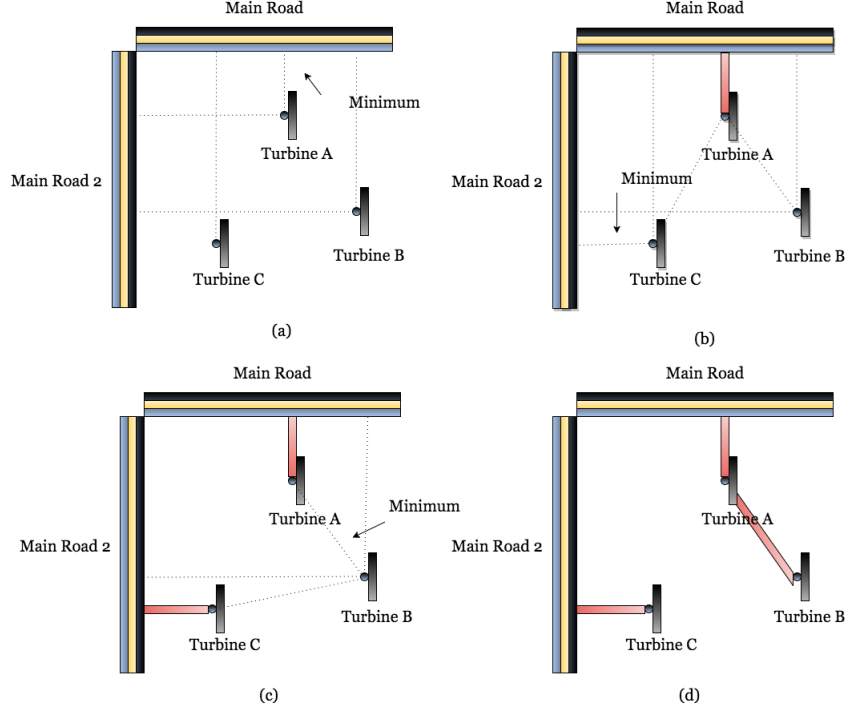 Main Road
Minimum
Turbine A
Main Road 2
Turbine B
Turbine C
(a)
Main Road
Turbine A
Main Road 2
Minimum
Turbine B
Turbine C
(b)
Main Road
Minimum
Turbine A
Main Road 2
Turbine B
Turbine C
(c)
Main Road
Turbine A
Main Road 2
Turbine B
Turbine C
(d)